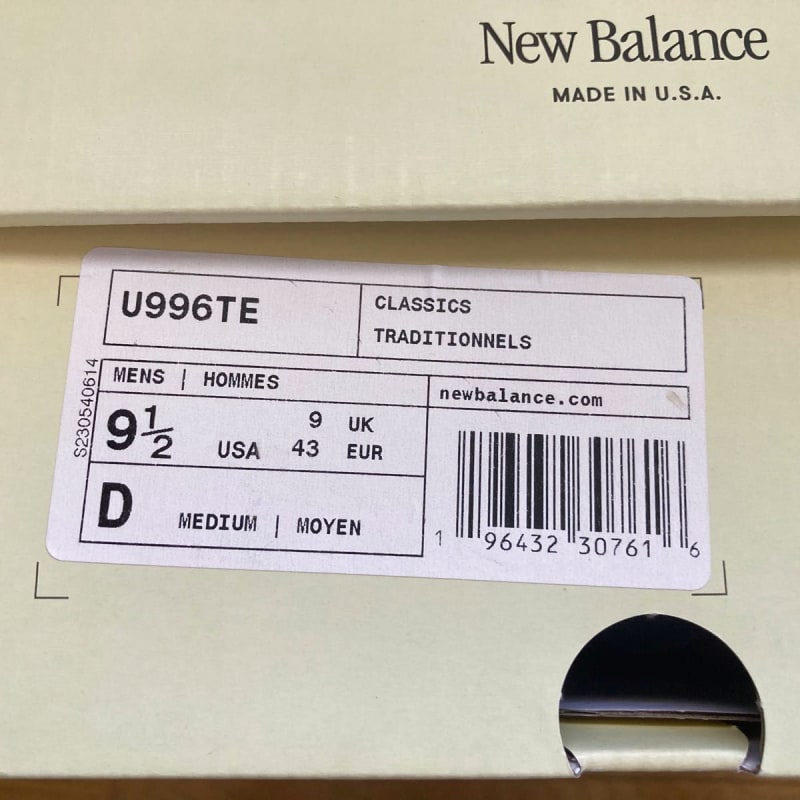 New Balance
MADE IN U.S.A.
U996TE
CLASSICS
TRADITIONNELS
S230540614
MENS | HOMMES
9½ USA
9 UK
43 EUR
D MEDIUM | MOYEN
newbalance.com
1 96432 30761 6